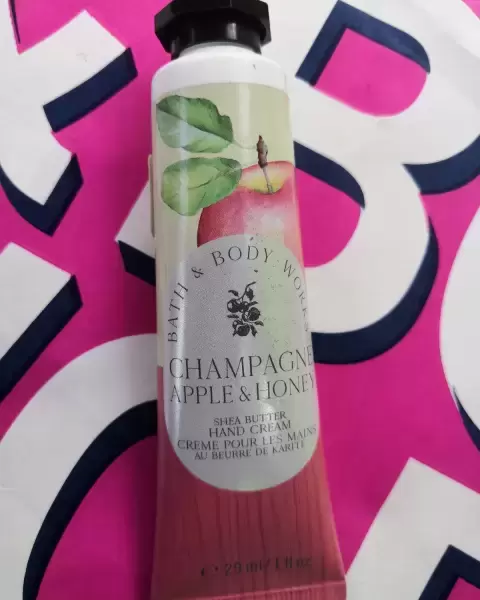 BATH & BODY WORKS
CHAMPAGNE
APPLE & HONEY
SHEA BUTTER
HAND CREAM
CREME POUR LES MAINS
AU BEURRE DE KARITÉ
℮ 29 ml/1 fl oz